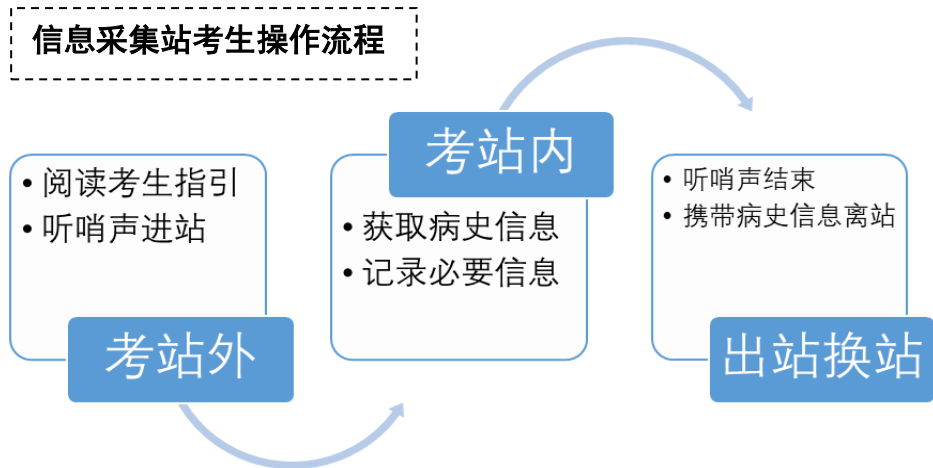 信息采集站考生操作流程
• 阅读考生指引
• 听哨声进站
考站外
考站内
• 获取病史信息
• 记录必要信息
• 听哨声结束
• 携带病史信息离站
出站换站